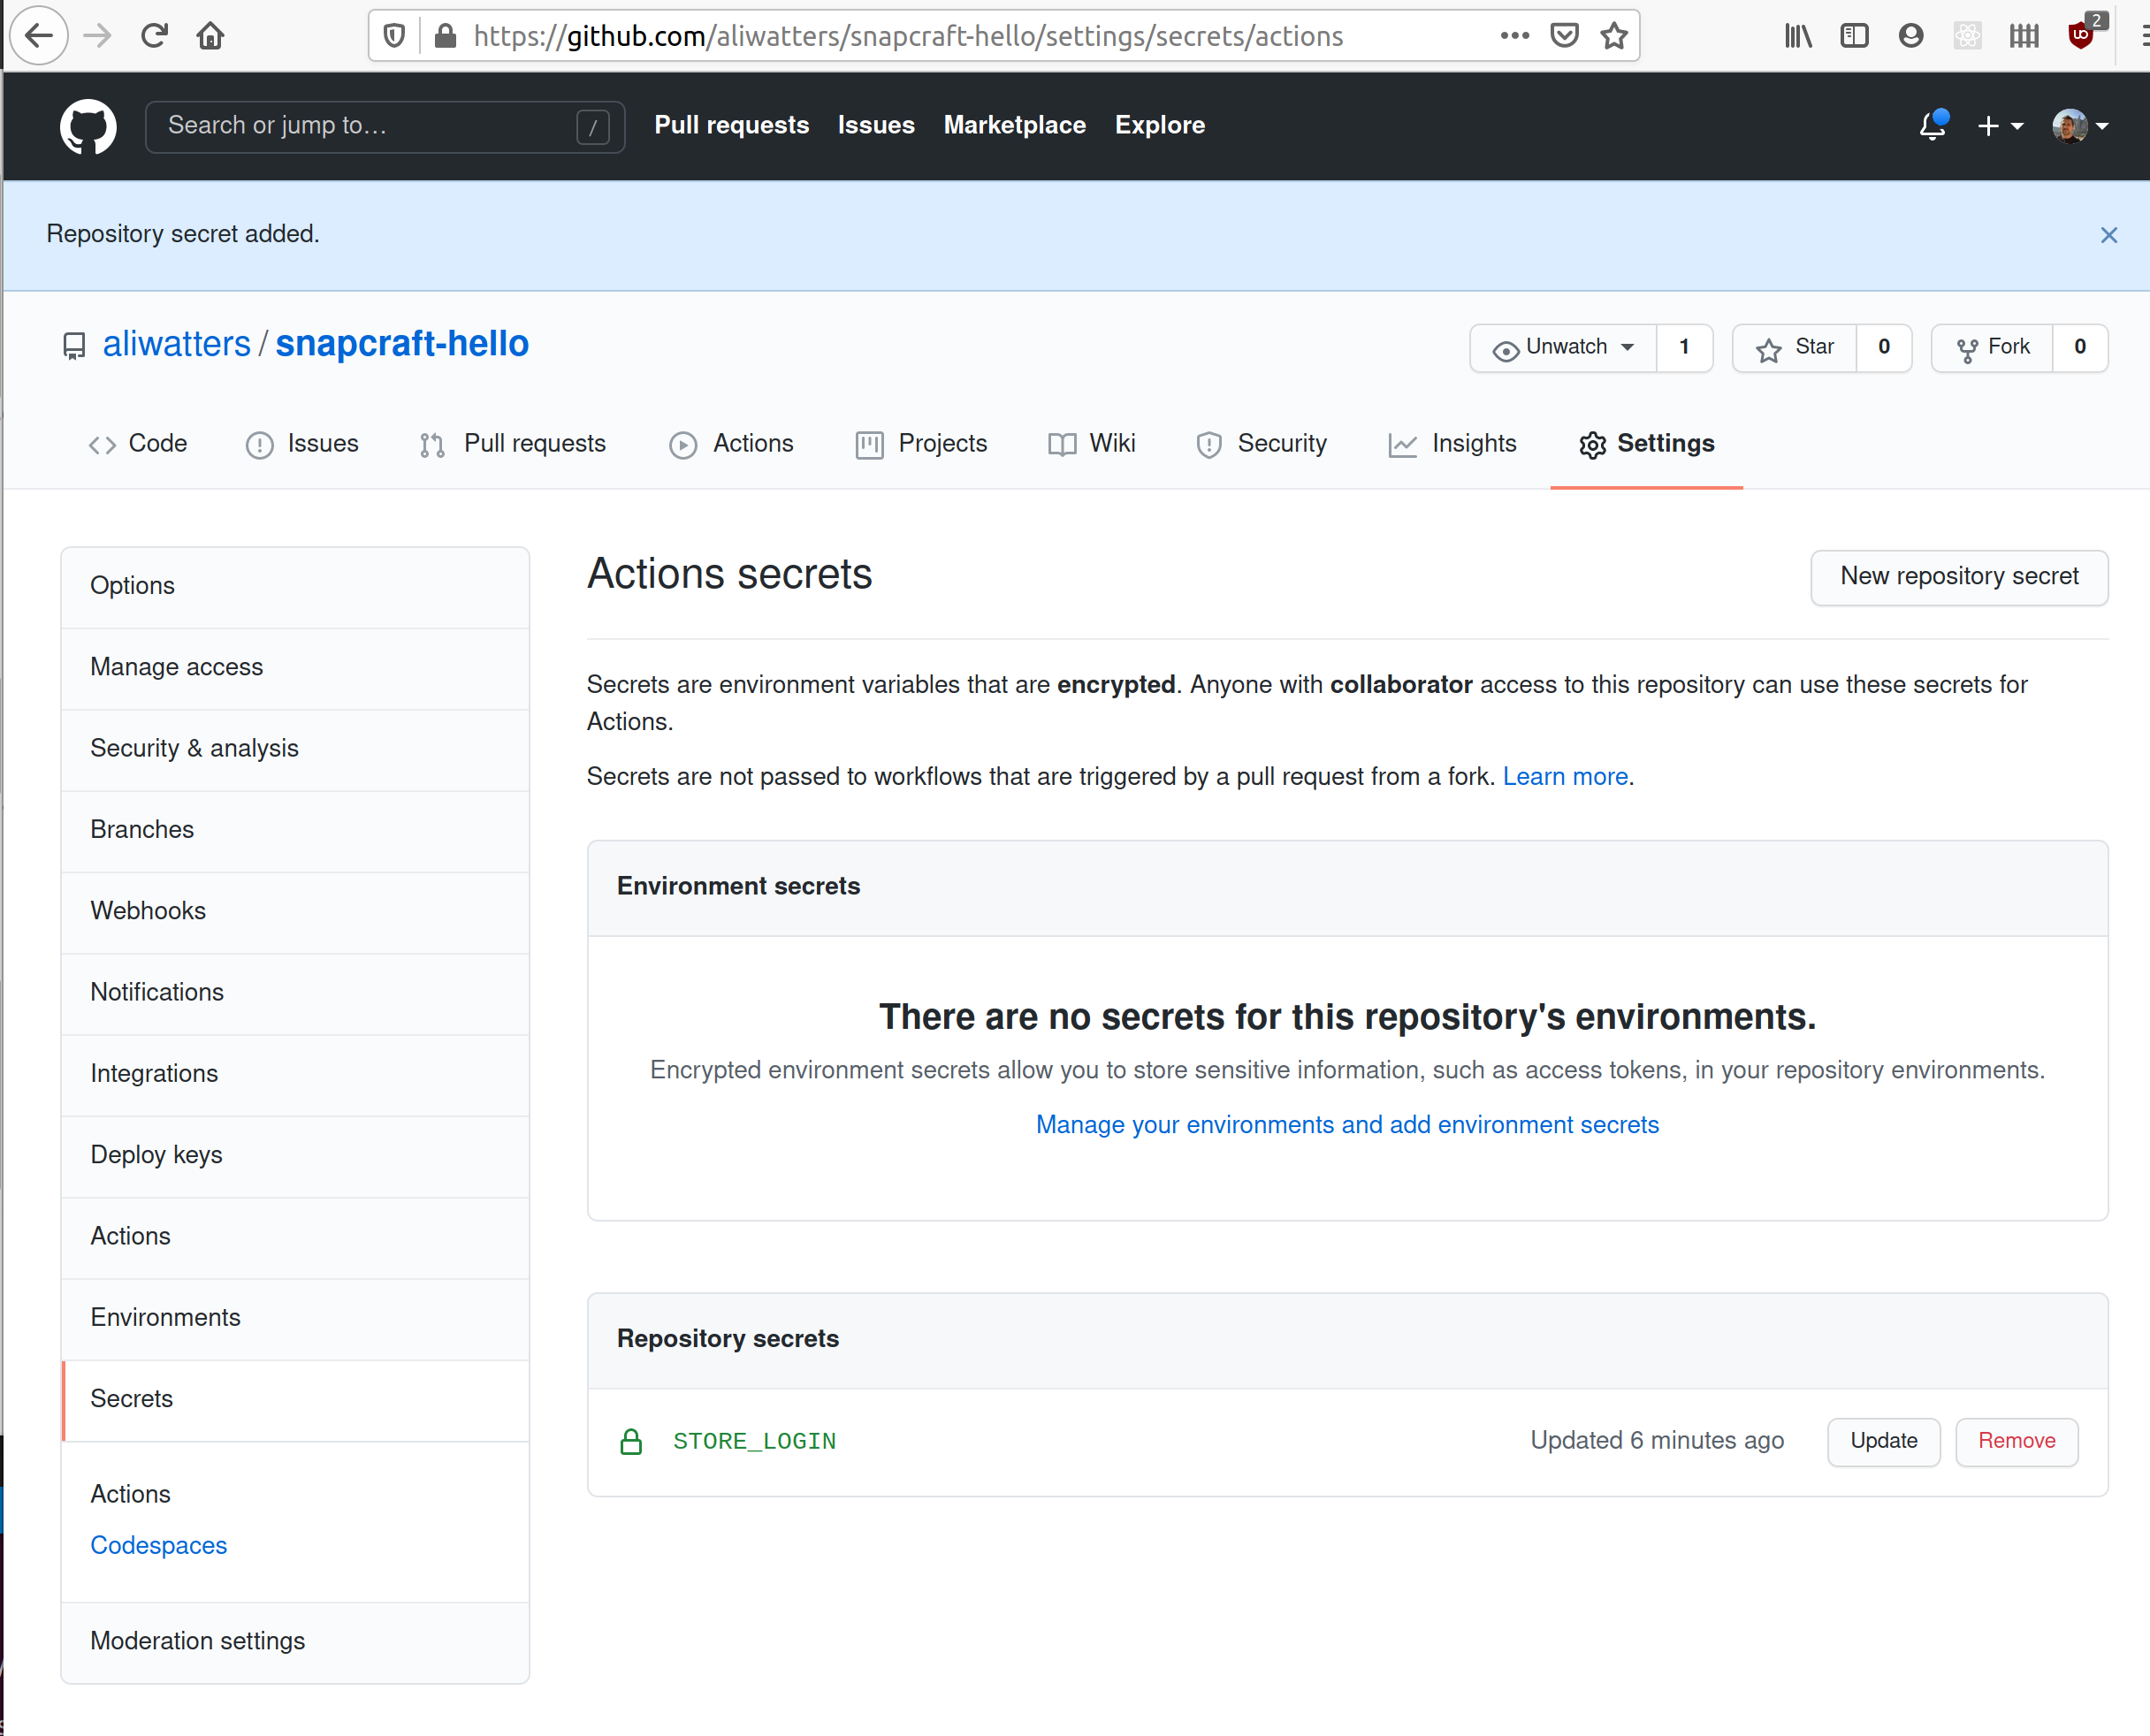 https://github.com/aliwatters/snapcraft-hello/settings/secrets/actions
2
Search or jump to… /
Pull requests Issues Marketplace Explore
Repository secret added.
aliwatters / snapcraft-hello
Unwatch 1 Star 0 Fork 0
Code Issues Pull requests Actions Projects Wiki Security Insights Settings
Options
Manage access
Security & analysis
Branches
Webhooks
Notifications
Integrations
Deploy keys
Actions
Environments
Secrets
Actions
Codespaces
Moderation settings
Actions secrets
New repository secret
Secrets are environment variables that are encrypted. Anyone with collaborator access to this repository can use these secrets for
Actions.
Secrets are not passed to workflows that are triggered by a pull request from a fork. Learn more.
Environment secrets
There are no secrets for this repository's environments.
Encrypted environment secrets allow you to store sensitive information, such as access tokens, in your repository environments.
Manage your environments and add environment secrets
Repository secrets
STORE_LOGIN Updated 6 minutes ago Update Remove